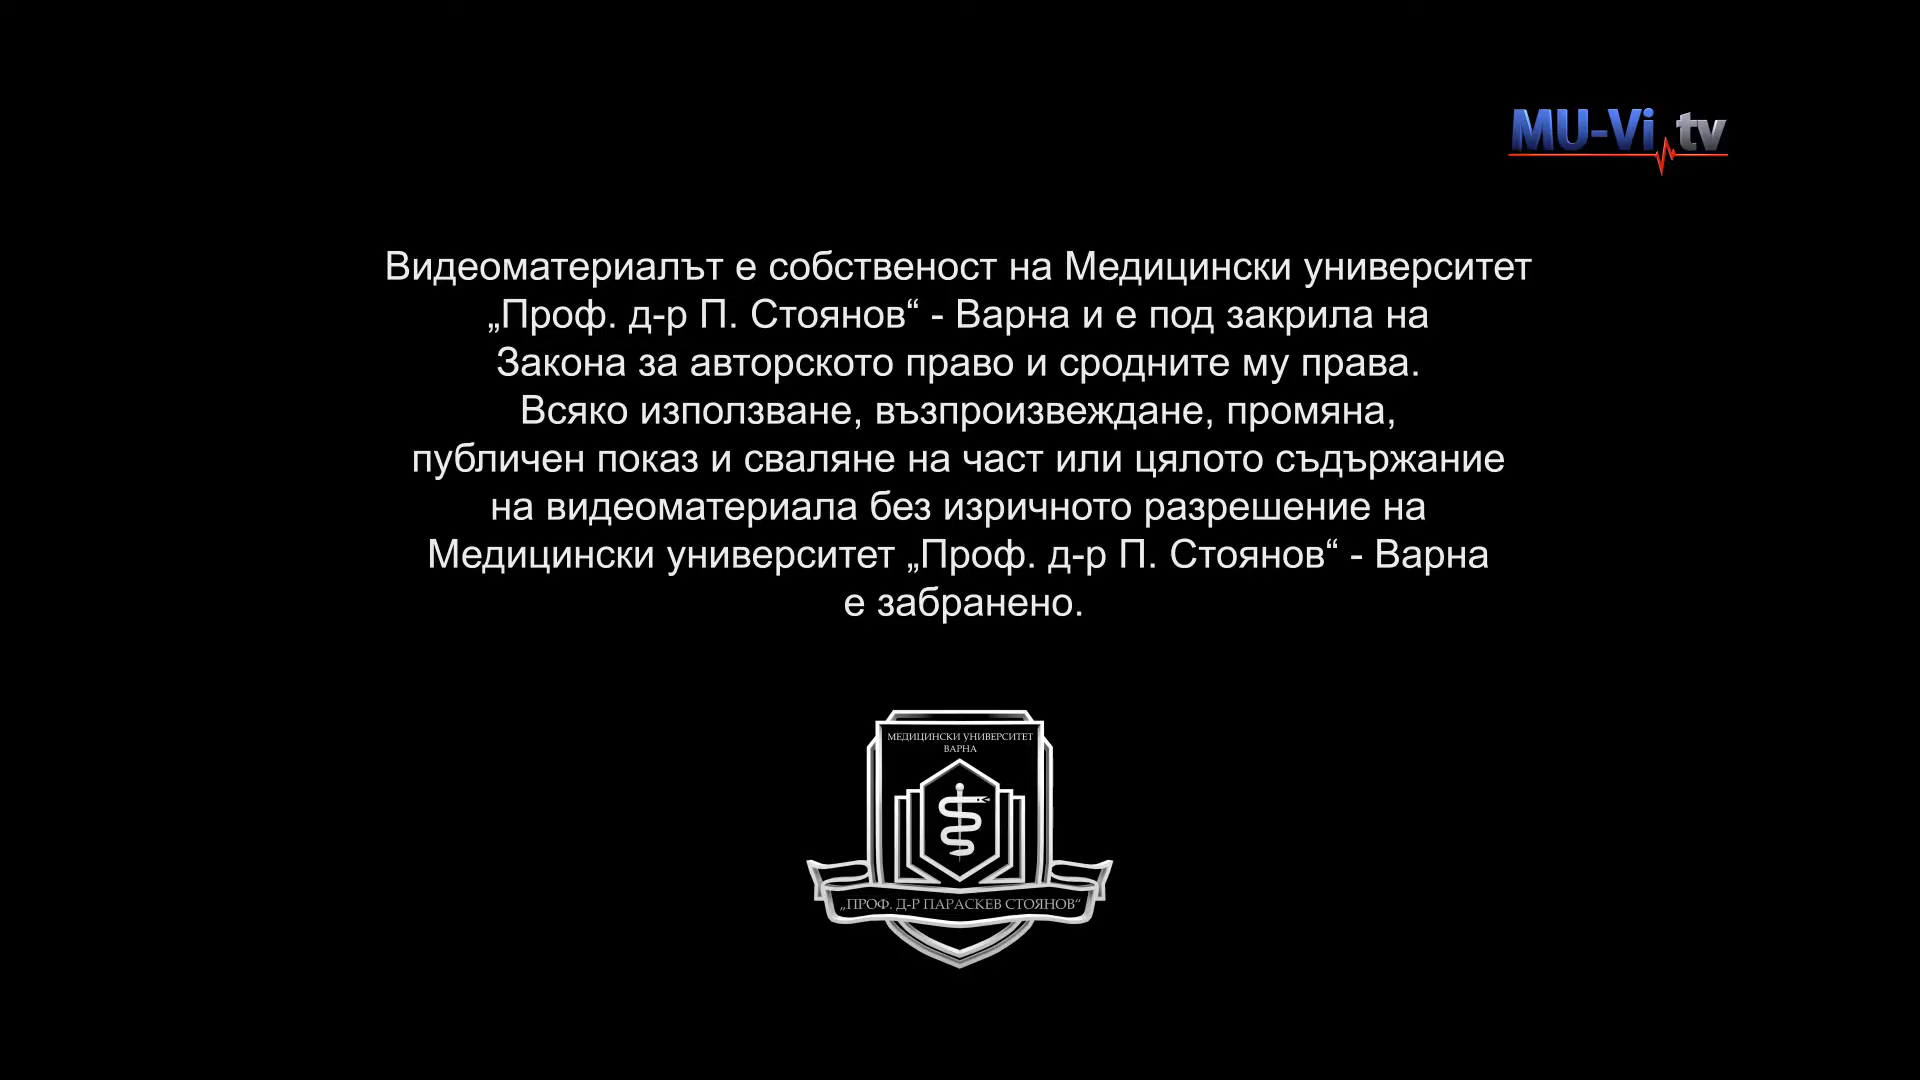 MU-Vi.tv
Видеоматериалът е собственост на Медицински университет
„Проф. д-р П. Стоянов“ - Варна и е под закрила на
Закона за авторското право и сродните му права.
Всяко използване, възпроизвеждане, промяна,
публичен показ и сваляне на част или цялото съдържание
на видеоматериала без изричното разрешение на
Медицински университет „Проф. д-р П. Стоянов“ - Варна
е забранено.
МЕДИЦИНСКИ УНИВЕРСИТЕТ
ВАРНА
„ПРОФ. Д-Р ПАРАСКЕВ СТОЯНОВ“